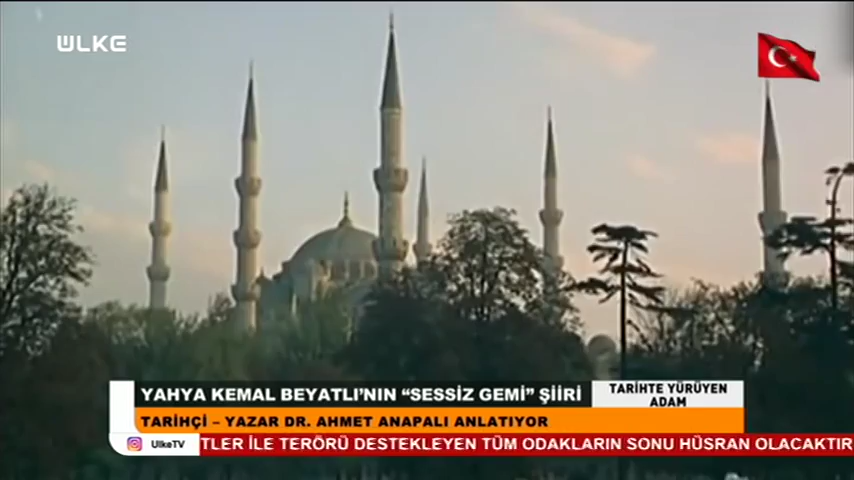 ÜLKE
YAHYA KEMAL BEYATLI'NIN “SESSİZ GEMİ” ŞİİRİ
TARİHTE YÜRÜYEN
ADAM
TARİHÇİ – YAZAR DR. AHMET ANAPALI ANLATIYOR
UlkeTV
TLER İLE TERÖRÜ DESTEKLEYEN TÜM ODAKLARIN SONU HÜSRAN OLACAKTIR